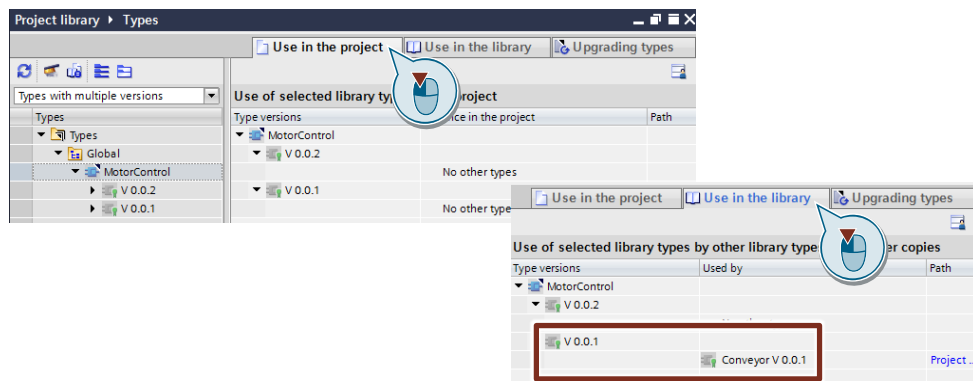 Project library ▸ Types
Use in the project
Use in the library
Upgrading types
Types with multiple versions
Use of selected library typ project
Types
Type versions
ice in the project
Path
Types
Global
MotorControl
V 0.0.2
V 0.0.1
MotorControl
V 0.0.2
No other types
V 0.0.1
No other type
Use in the project
Use in the library
Upgrading types
Use of selected library types by other library type er copies
Type versions
Used by
Path
MotorControl
V 0.0.2
V 0.0.1
Conveyor V 0.0.1
Project ..